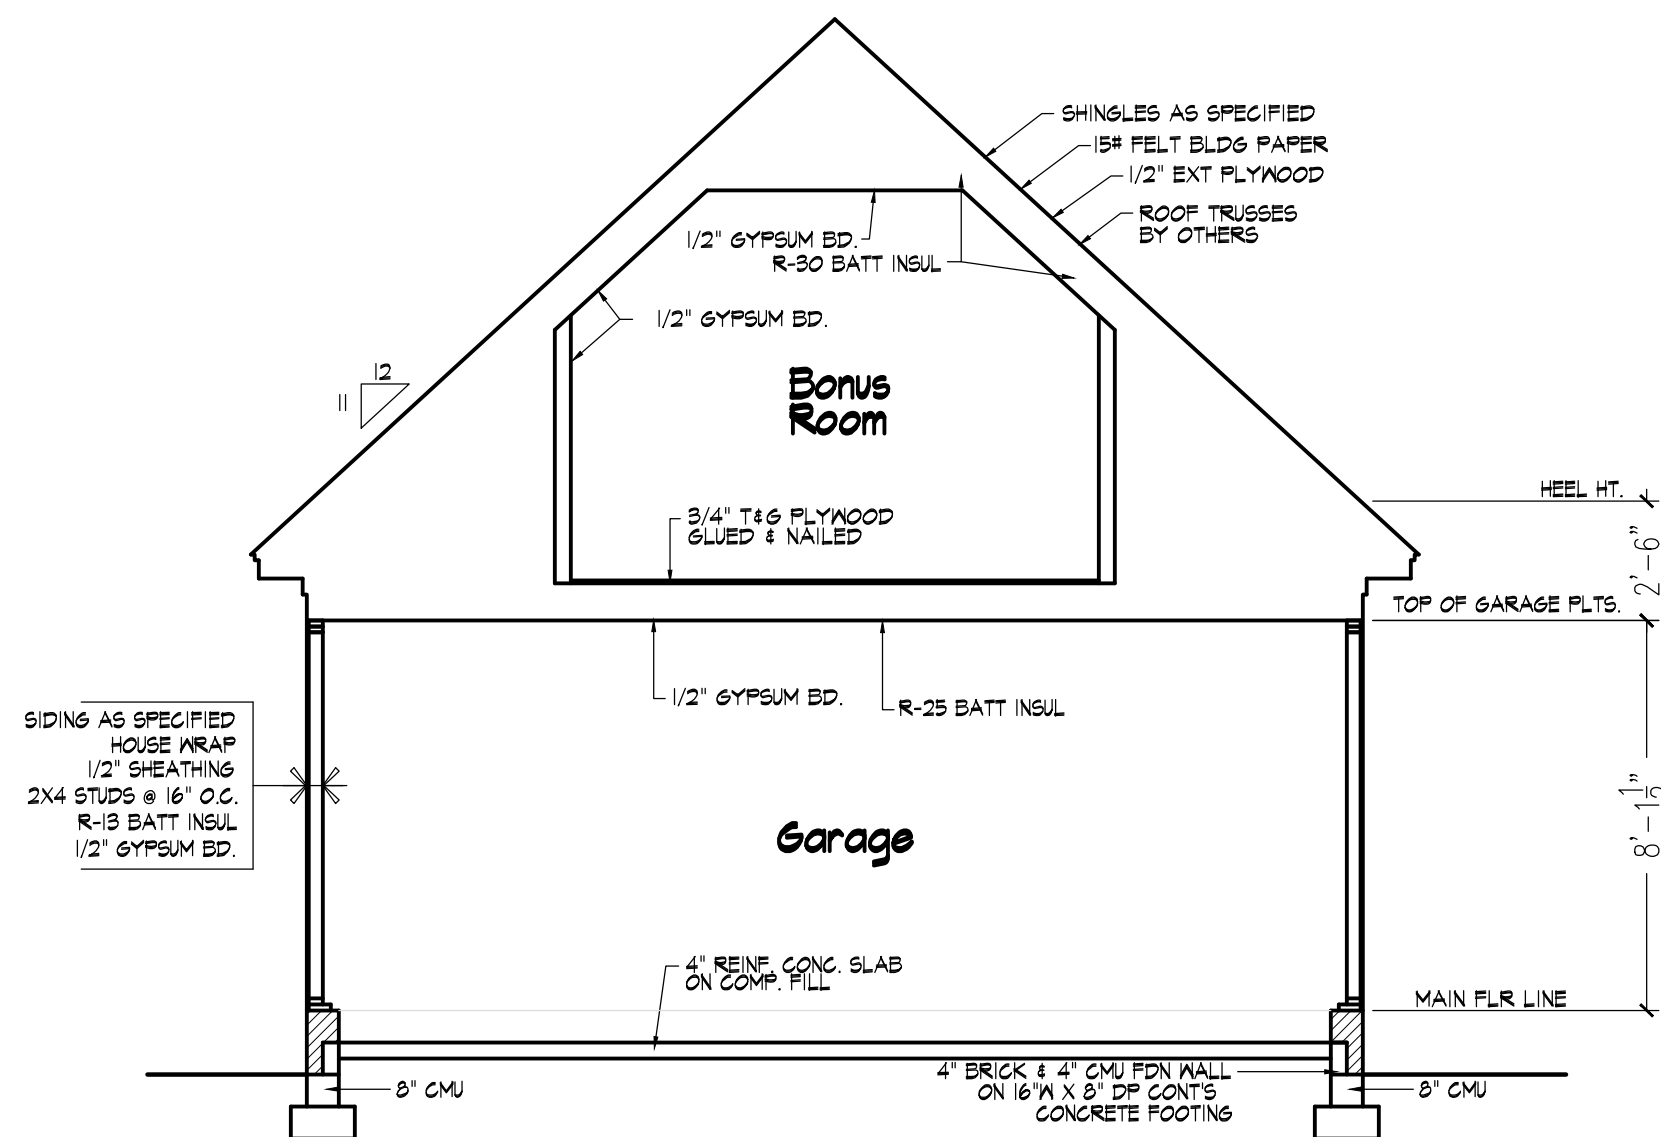 SHINGLES AS SPECIFIED
15# FELT BLDG PAPER
1/2" EXT PLYWOOD
ROOF TRUSSES
BY OTHERS
1/2" GYPSUM BD.
R-30 BATT INSUL
1/2" GYPSUM BD.
12
11
Bonus
Room
HEEL HT.
3/4" T&G PLYWOOD
GLUED & NAILED
2'-6"
TOP OF GARAGE PLTS.
1/2" GYPSUM BD.
R-25 BATT INSUL
SIDING AS SPECIFIED
HOUSE WRAP
1/2" SHEATHING
2X4 STUDS @ 16" O.C.
R-13 BATT INSUL
1/2" GYPSUM BD.
Garage
4" REINF. CONC. SLAB
ON COMP. FILL
MAIN FLR LINE
4" BRICK & 4" CMU FDN WALL
ON 16"W X 8" DP CONT'S
CONCRETE FOOTING
8" CMU
8" CMU